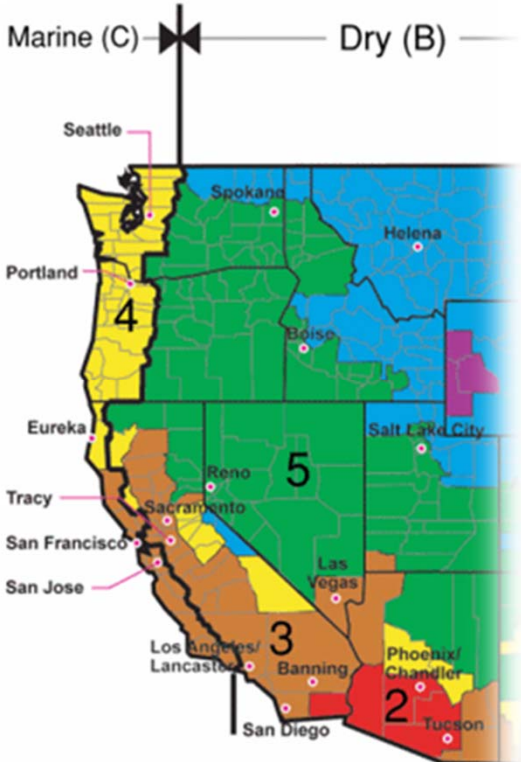 Marine (C)
Dry (B)
Seattle
Spokane
Helena
Portland
4
Boise
Eureka
Salt Lake City
Reno
5
Tracy
Sacramento
San Francisco
San Jose
Las
Vegas
3
Los Angeles/
Lancaster
Banning
Phoenix/
Chandler
2
San Diego
Tucson